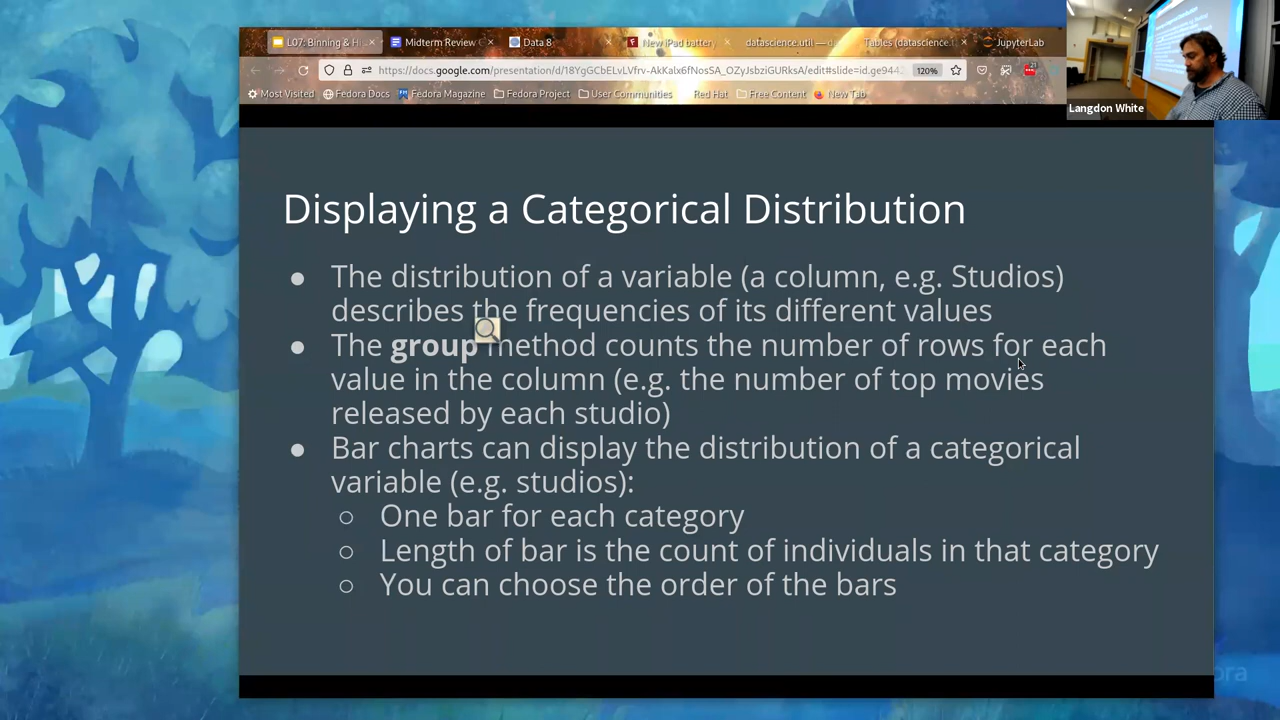 L07: Binning & H
Midterm Review
Data 8
New iPad battery
datascience.util — da
Tables (datascience.t
JupyterLab
https://docs.google.com/presentation/d/18YgGCbELvLVfrv-AkKalx6fNosSA_OZyJsbziGURksA/edit#slide=id.ge944
120%
Most Visited
Fedora Docs
Fedora Magazine
Fedora Project
User Communities
Red Hat
Free Content
New Tab
Langdon White
Displaying a Categorical Distribution
● The distribution of a variable (a column, e.g. Studios)
describes the frequencies of its different values
● The group method counts the number of rows for each
value in the column (e.g. the number of top movies
released by each studio)
● Bar charts can display the distribution of a categorical
variable (e.g. studios):
○ One bar for each category
○ Length of bar is the count of individuals in that category
○ You can choose the order of the bars